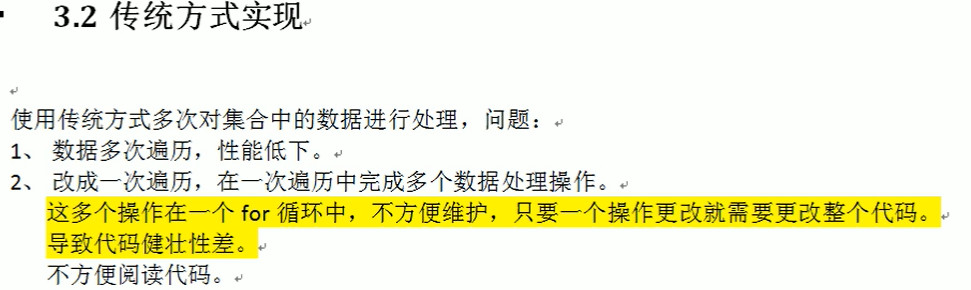 3.2 传统方式实现
使用传统方式多次对集合中的数据进行处理，问题：
1、 数据多次遍历，性能低下。
2、 改成一次遍历，在一次遍历中完成多个数据处理操作。
这多个操作在一个 for 循环中，不方便维护，只要一个操作更改就需要更改整个代码。
导致代码健壮性差。
不方便阅读代码。